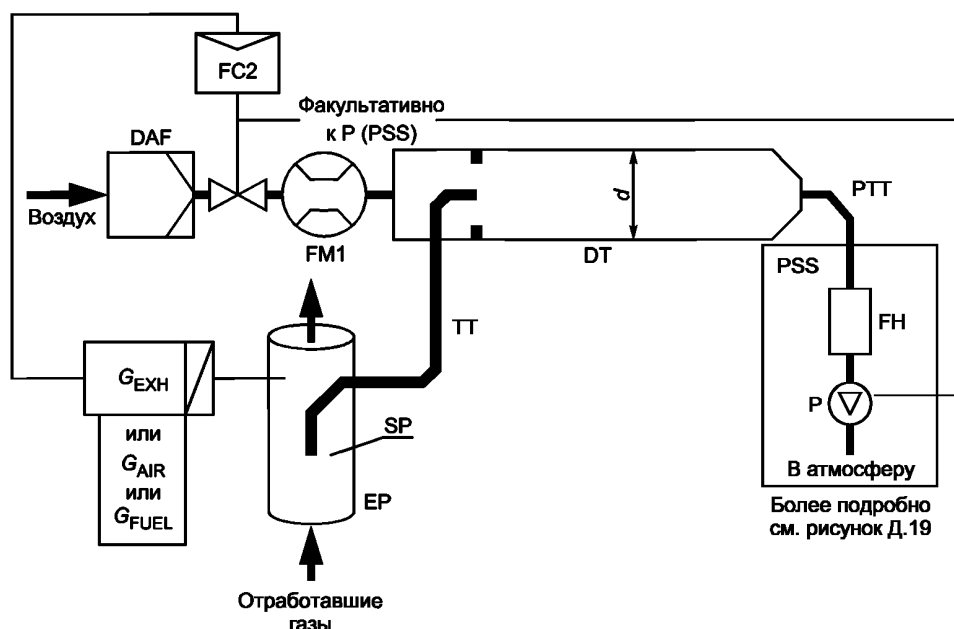 FC2
Факультативно
к P (PSS)
DAF
Воздух
FM1
d
DT
PTT
PSS
FH
P
В атмосферу
Более подробно
см. рисунок Д.19
TT
G_EXH
или
G_AIR
или
G_FUEL
SP
EP
Отработавшие
газы